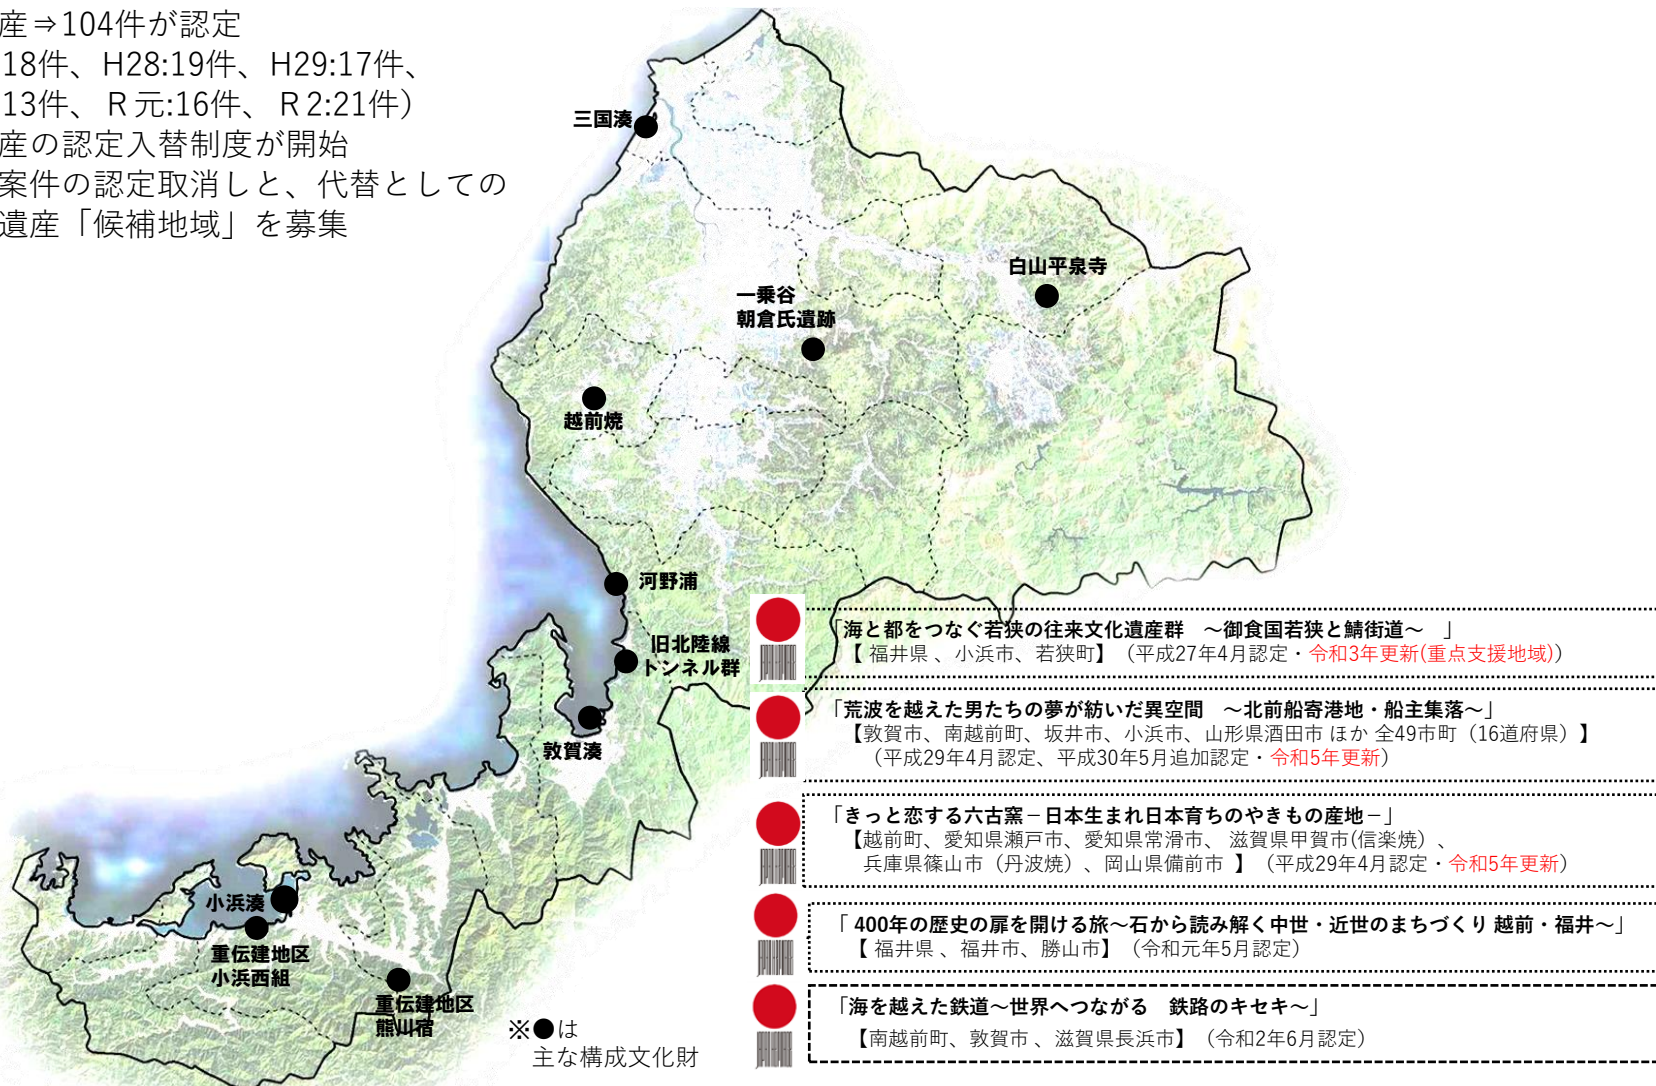 産⇒104件が認定
18件、H28:19件、H29:17件、
13件、R元:16件、R2:21件）
産の認定入替制度が開始
案件の認定取消しと、代替としての
遺産「候補地域」を募集
三国湊
白山平泉寺
一乗谷
朝倉氏遺跡
越前焼
河野浦
旧北陸線
トンネル群
敦賀湊
小浜湊
重伝建地区
小浜西組
重伝建地区
熊川宿
※●は
主な構成文化財
「海と都をつなぐ若狭の往来文化遺産群　～御食国若狭と鯖街道～　」
【 福井県 、小浜市、若狭町】（平成27年4月認定・令和3年更新(重点支援地域)）
「荒波を越えた男たちの夢が紡いだ異空間　～北前船寄港地・船主集落～」
【敦賀市、南越前町、坂井市、小浜市、山形県酒田市 ほか 全49市町（16道府県）】
（平成29年4月認定、平成30年5月追加認定・令和5年更新）
「きっと恋する六古窯－日本生まれ日本育ちのやきもの産地－」
【越前町、愛知県瀬戸市、愛知県常滑市、 滋賀県甲賀市(信楽焼) 、
兵庫県篠山市（丹波焼）、岡山県備前市 】（平成29年4月認定・令和5年更新）
「 400年の歴史の扉を開ける旅～石から読み解く中世・近世のまちづくり 越前・福井～」
【 福井県 、福井市、勝山市】（令和元年5月認定）
「海を越えた鉄道～世界へつながる　鉄路のキセキ～」
【南越前町、敦賀市 、滋賀県長浜市】（令和2年6月認定）